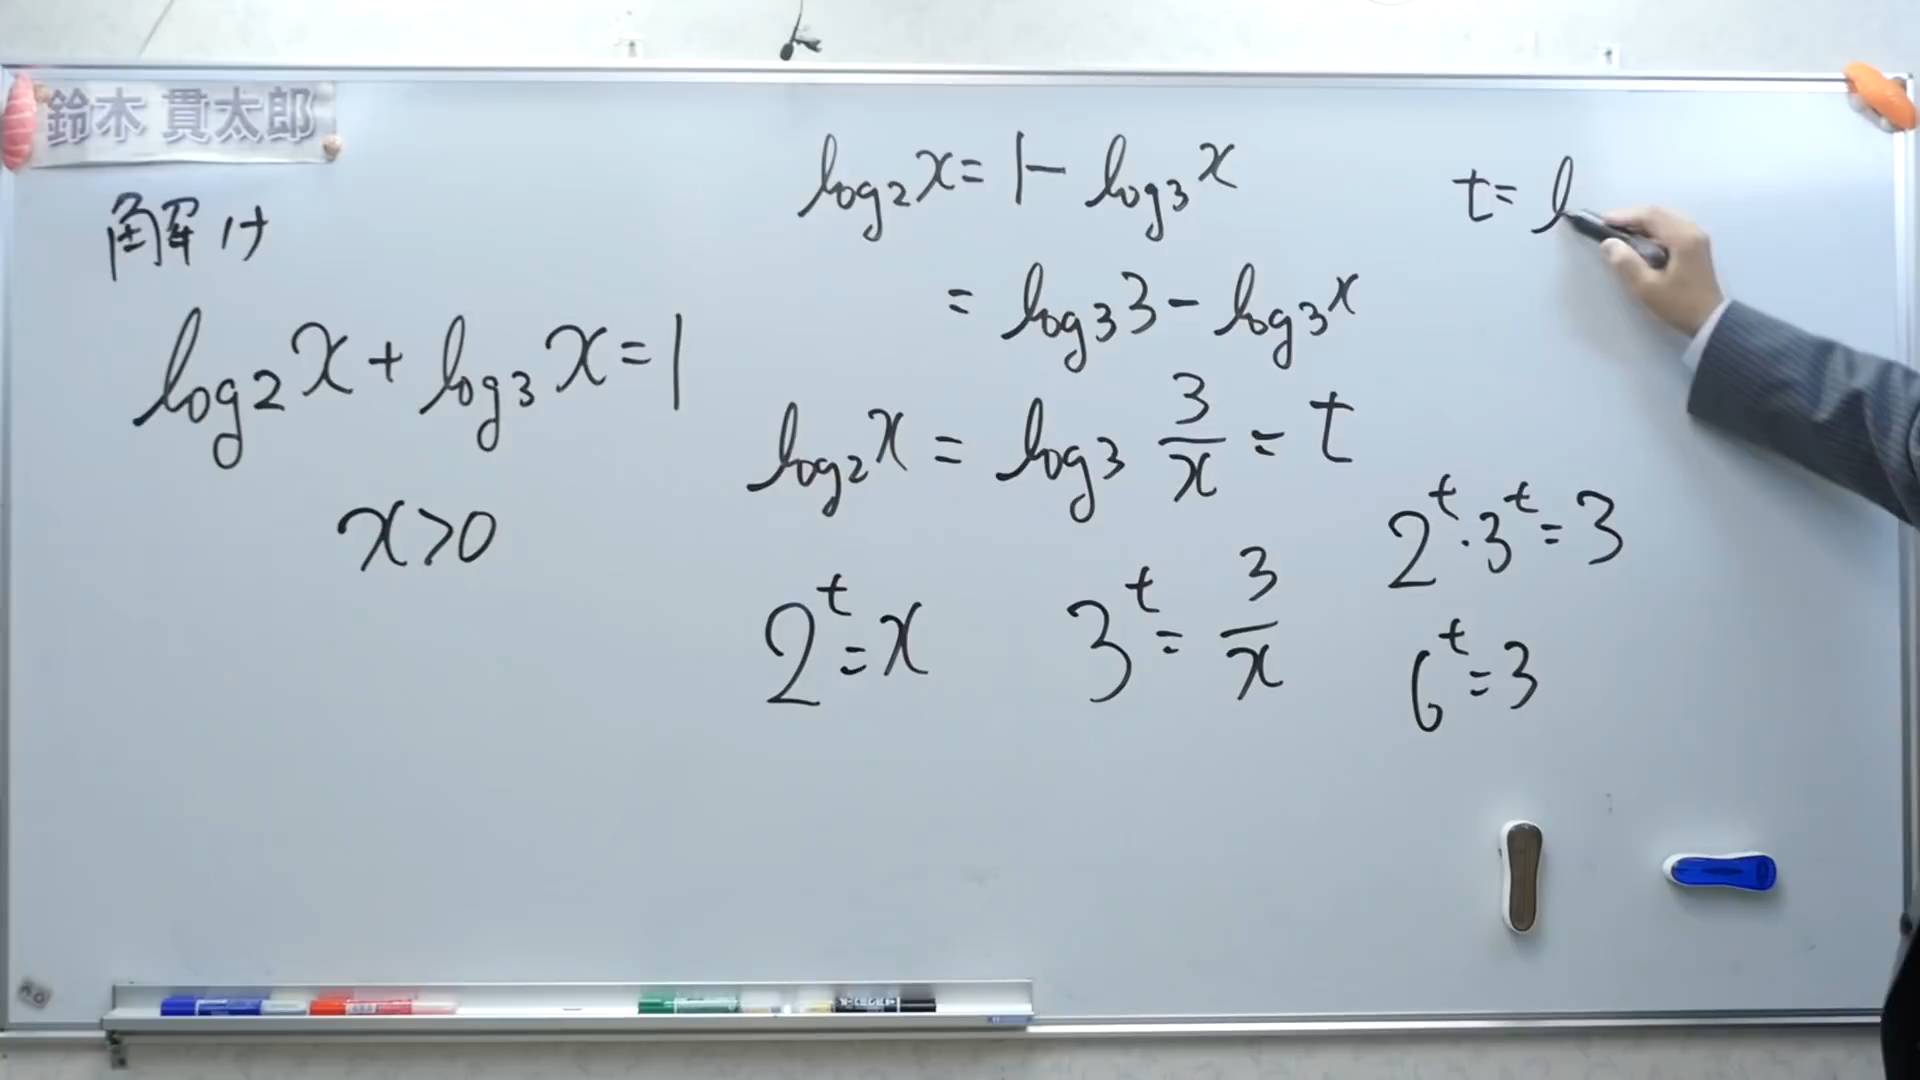 鈴木 貫太郎
解け
log₂x + log₃x = 1
x > 0
log₂x = 1 - log₃x
= log₃3 - log₃x
log₂x = log₃ 3/x = t
2^t = x
3^t = 3/x
t = l
2^t · 3^t = 3
6^t = 3